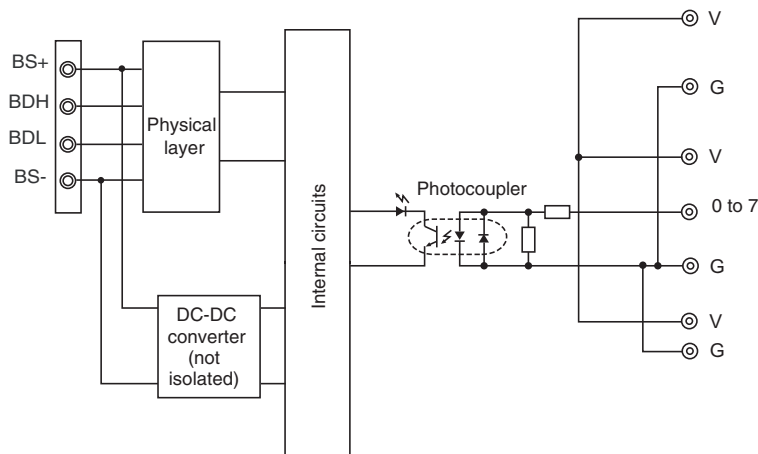 BS+
BDH
BDL
BS-
Physical
layer
DC-DC
converter
(not
isolated)
Internal circuits
Photocoupler
V
G
V
0 to 7
G
V
G